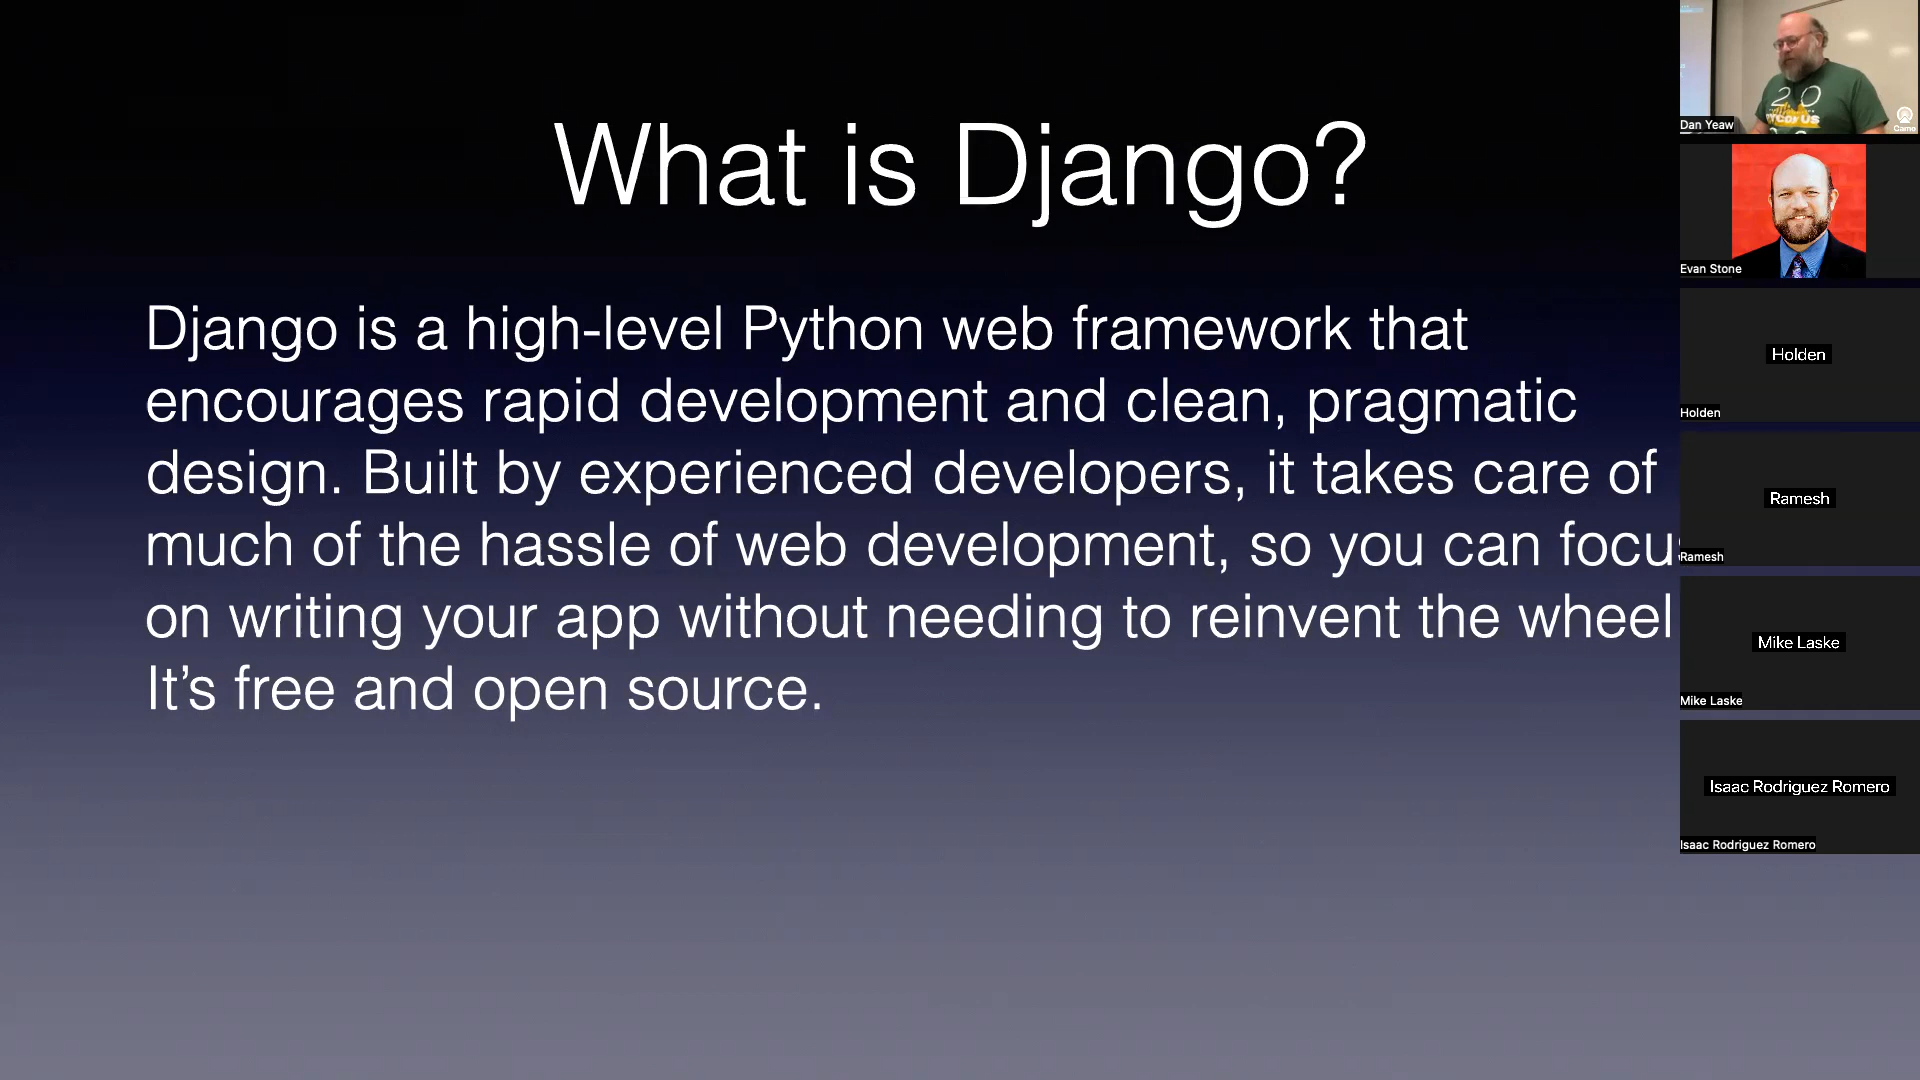 What is Django?
Django is a high-level Python web framework that
encourages rapid development and clean, pragmatic
design. Built by experienced developers, it takes care of
much of the hassle of web development, so you can focu
on writing your app without needing to reinvent the wheel
It’s free and open source.
20
Camo
Dan Yeaw
Evan Stone
Holden
Holden
Ramesh
Ramesh
Mike Laske
Mike Laske
Isaac Rodriguez Romero
Isaac Rodriguez Romero